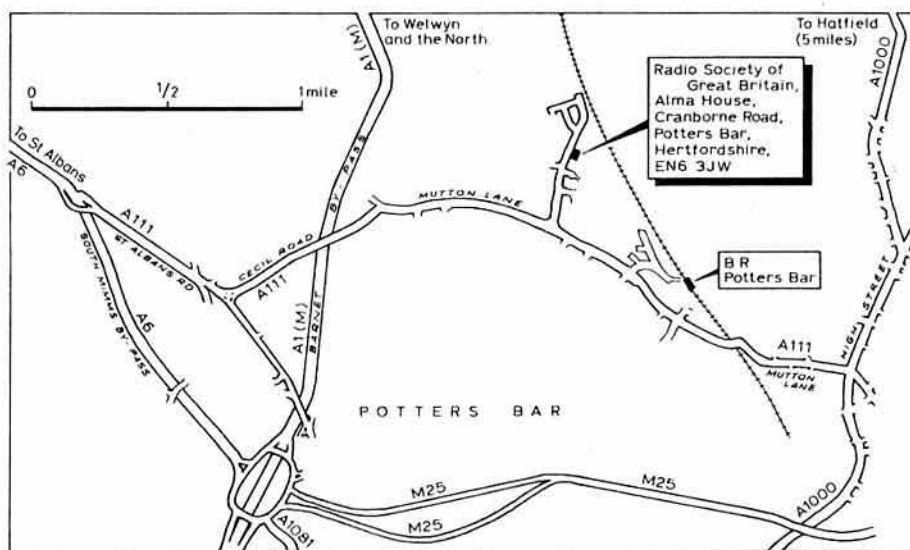 To Welwyn
and the North
To Hatfield
(5 miles)
A1(M)
A1000
0 1/2 1 mile
Radio Society of
Great Britain,
Alma House,
Cranborne Road,
Potters Bar,
Hertfordshire,
EN6 3JW
To St Albans
A6
BY-PASS
MUTTON LANE
A111
ST ALBANS RD
CECIL ROAD
A111
BR
Potters Bar
HIGH STREET
SOUTH MIMMS BY-PASS
A6
A1(M)
BARNET
A111
MUTTON
LANE
POTTERS BAR
M25
M25
M25
A1000
A1081